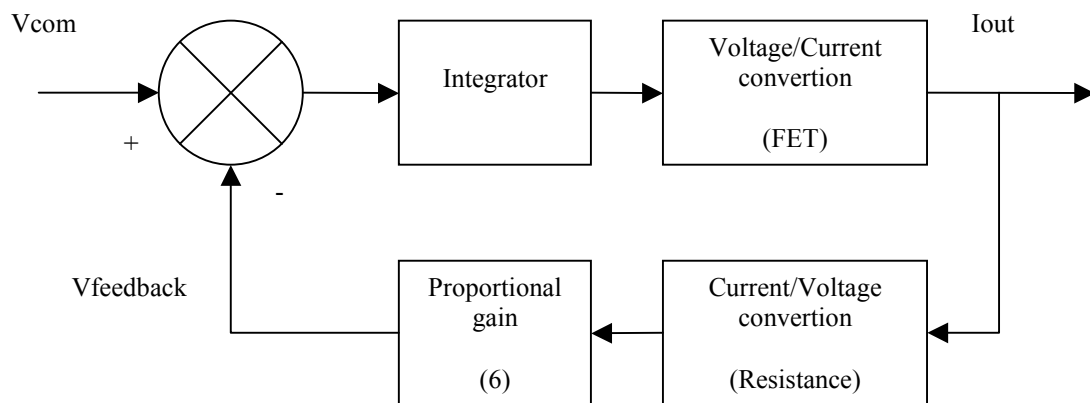 Vcom
Iout
+
-
Integrator
Voltage/Current
convertion
(FET)
Vfeedback
Proportional
gain
(6)
Current/Voltage
convertion
(Resistance)